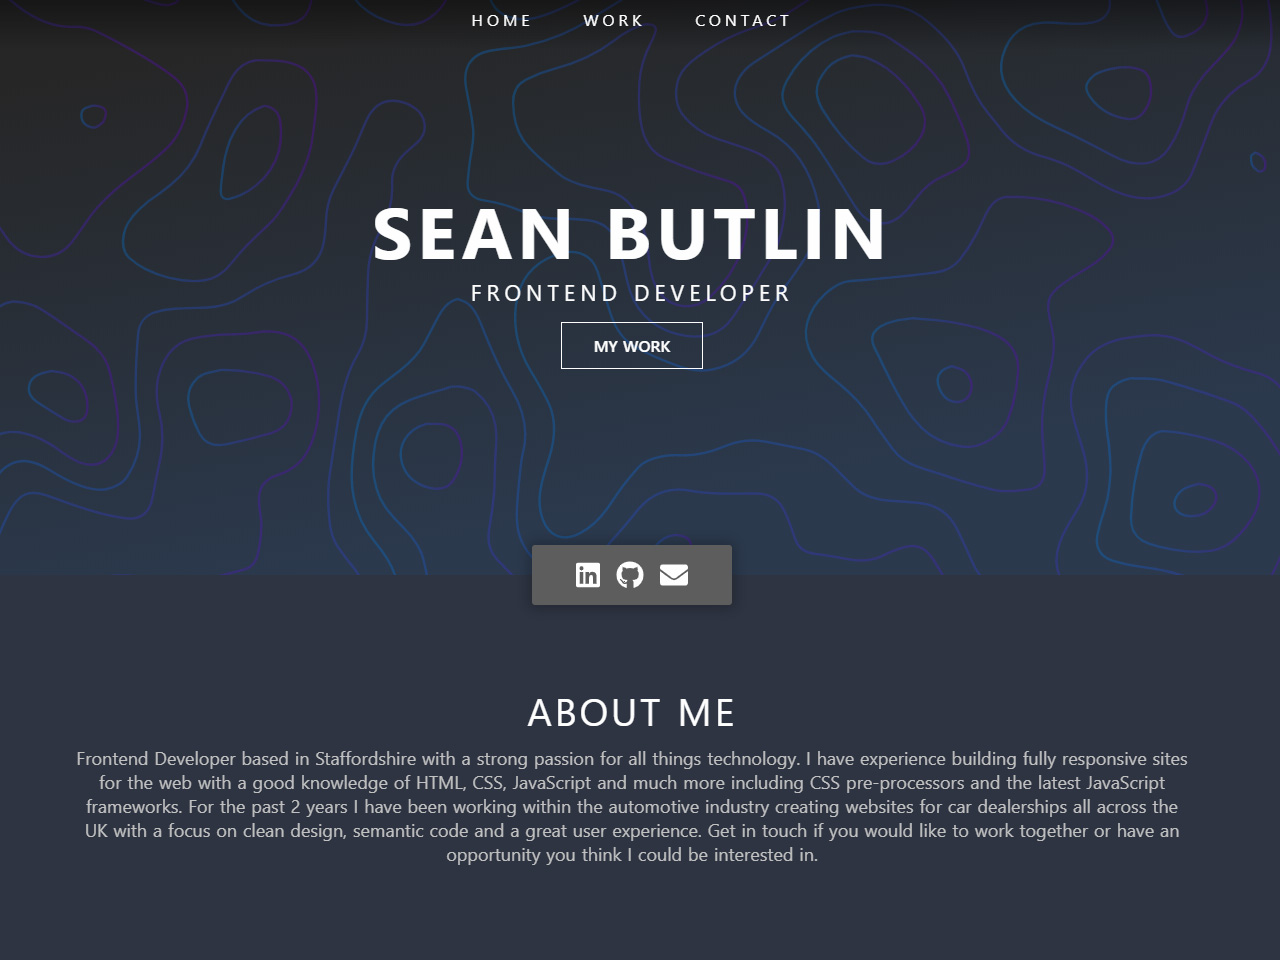 HOME WORK CONTACT
SEAN BUTLIN
FRONTEND DEVELOPER
MY WORK
ABOUT ME
Frontend Developer based in Staffordshire with a strong passion for all things technology. I have experience building fully responsive sites
for the web with a good knowledge of HTML, CSS, JavaScript and much more including CSS pre-processors and the latest JavaScript
frameworks. For the past 2 years I have been working within the automotive industry creating websites for car dealerships all across the
UK with a focus on clean design, semantic code and a great user experience. Get in touch if you would like to work together or have an
opportunity you think I could be interested in.